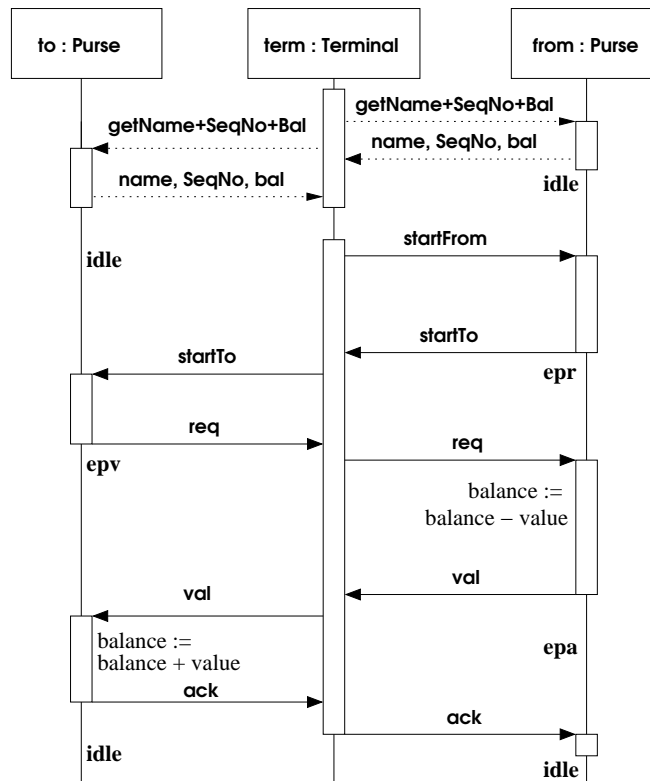 to : Purse
term : Terminal
from : Purse
getName+SeqNo+Bal
getName+SeqNo+Bal
name, SeqNo, bal
name, SeqNo, bal
idle
startFrom
idle
startTo
startTo
epr
req
req
epv
balance :=
balance − value
val
val
balance :=
balance + value
epa
ack
ack
idle
idle